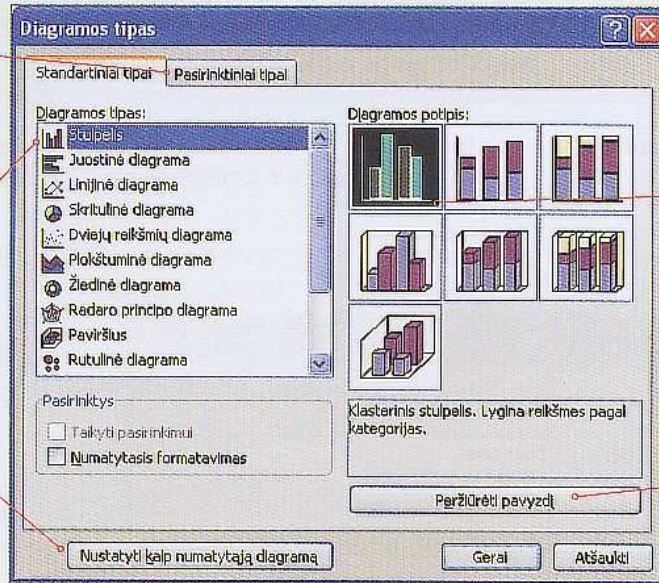 Diagramos tipas
Standartiniai tipai
Pasirinktiniai tipai
Diagramos tipas:
Stulpelis
Juostinė diagrama
Linijinė diagrama
Skritulinė diagrama
Dviejų reikšmių diagrama
Plokštuminė diagrama
Žiedinė diagrama
Radaro principo diagrama
Paviršius
Rutulinė diagrama
Diagramos potipis:
Klasterinis stulpelis. Lygina reikšmes pagal
kategorijas.
Pasirinktys
Taikyti pasirinkimui
Numatytasis formatavimas
Peržiūrėti pavyzdį
Nustatyti kaip numatytąją diagramą
Gerai
Atšaukti